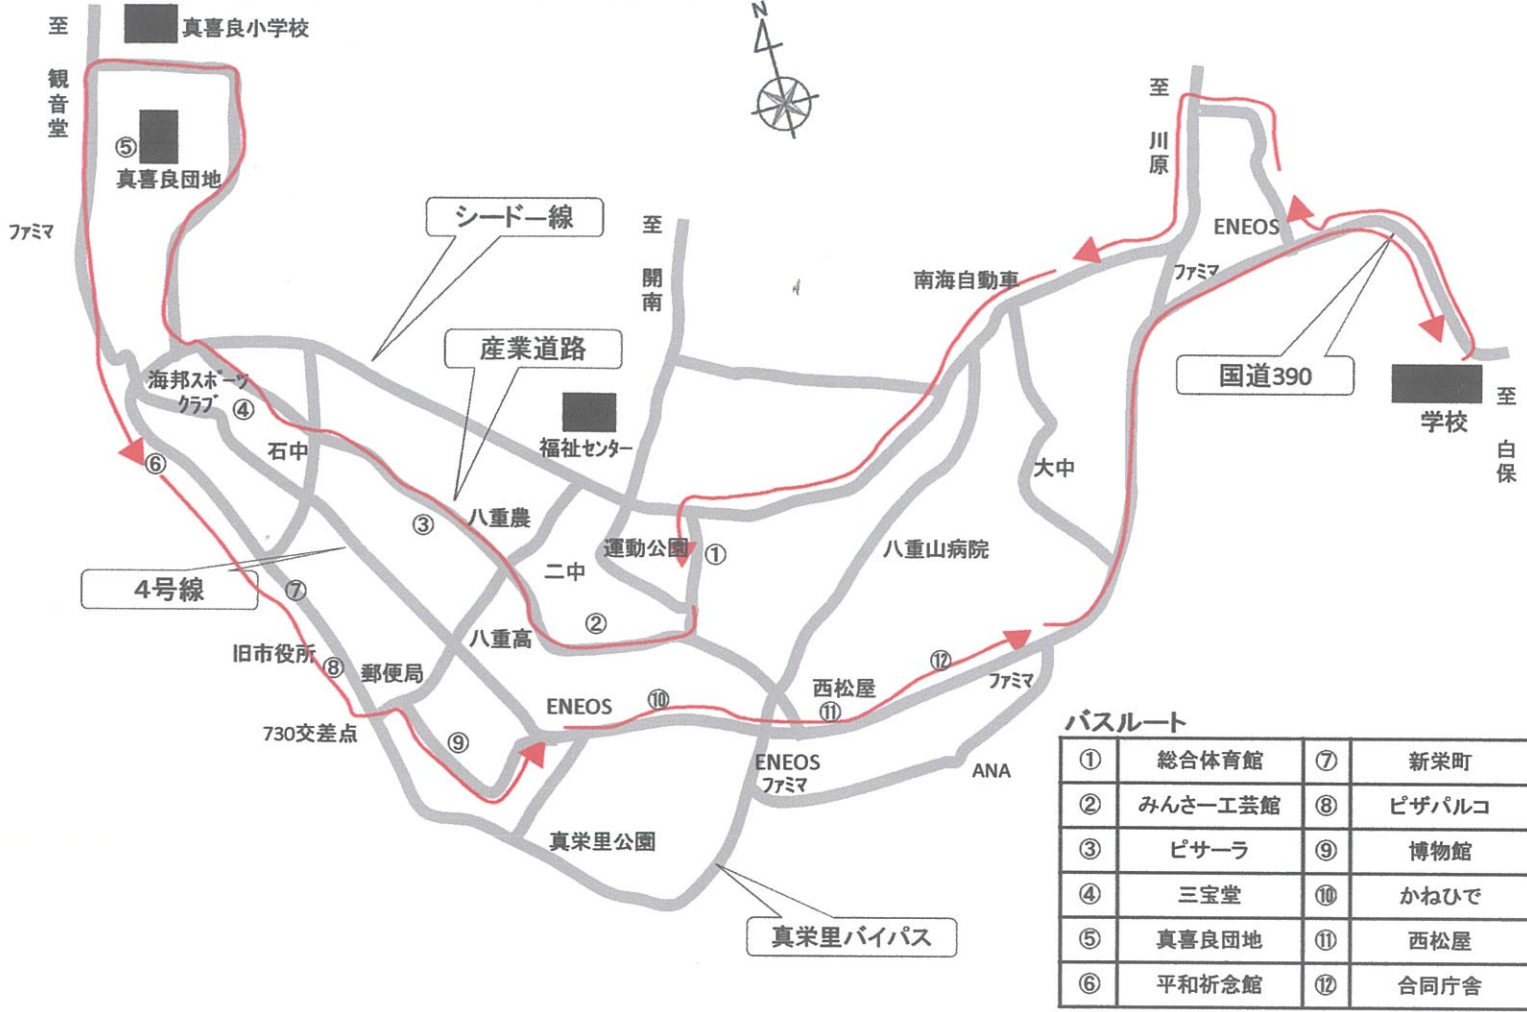 至
観音堂
真喜良小学校
N
⑤
真喜良団地
ファミマ
シードー線
至
開南
至
川原
ENEOS
ファミマ
南海自動車
産業道路
国道390
学校
至
白保
海邦スポーツ
クラブ
④
石中
⑥
福祉センター
大中
③
八重農
運動公園
①
八重山病院
二中
4号線
⑦
②
八重高
旧市役所
⑧
郵便局
⑫
ファミマ
西松屋
⑪
ENEOS
⑩
730交差点
⑨
ENEOS
ファミマ
ANA
真栄里公園
真栄里バイパス
バスルート
① 総合体育館 ⑦ 新栄町
② みんさー工芸館 ⑧ ピザパルコ
③ ピサーラ ⑨ 博物館
④ 三宝堂 ⑩ かねひで
⑤ 真喜良団地 ⑪ 西松屋
⑥ 平和祈念館 ⑫ 合同庁舎